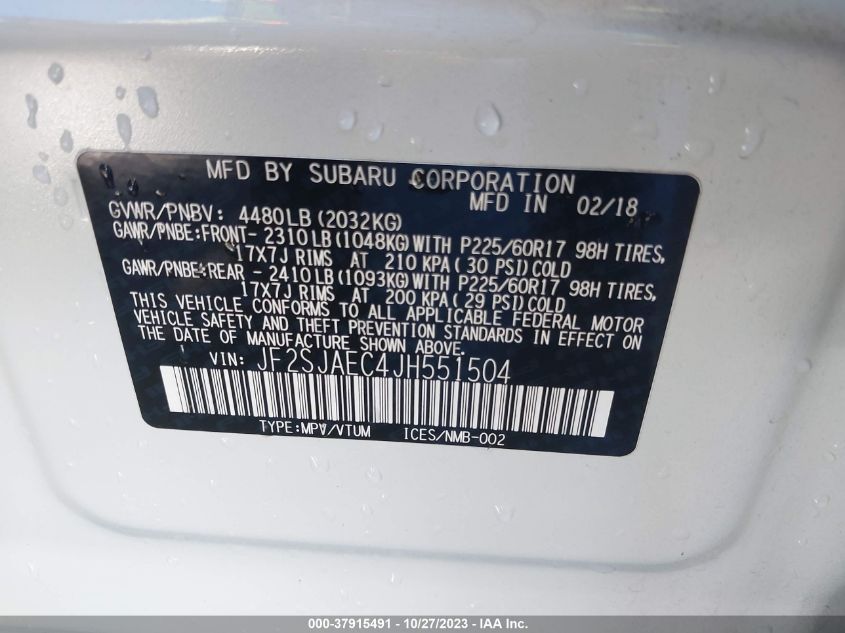 MFD BY SUBARU CORPORATION
MFD IN 02/18
GVWR/PNBV: 4480LB (2032KG)
GAWR/PNBE:FRONT- 2310LB (1048KG) WITH P225/60R17 98H TIRES,
17X7J RIMS AT 210 KPA (30 PSI) COLD
GAWR/PNBE:REAR - 2410LB (1093KG) WITH P225/60R17 98H TIRES,
17X7J RIMS AT 200 KPA (29 PSI) COLD
THIS VEHICLE CONFORMS TO ALL APPLICABLE FEDERAL MOTOR
VEHICLE SAFETY AND THEFT PREVENTION STANDARDS IN EFFECT ON
THE DATE OF MANUFACTURE SHOWN ABOVE.
VIN: JF2SJAEC4JH551504
TYPE:MPV/VTUM ICES/NMB-002
000-37915491 - 10/27/2023 - IAA Inc.